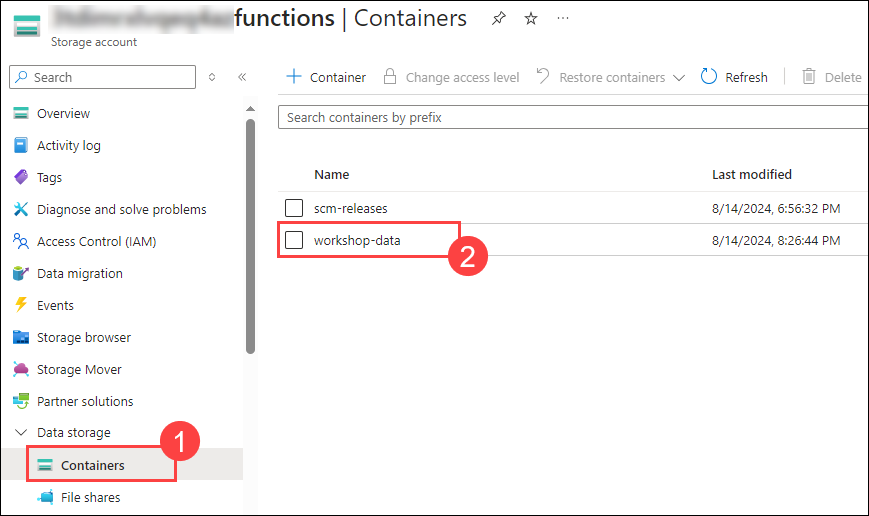 functions | Containers
Storage account
Search
Container Change access level Restore containers Refresh Delete
Search containers by prefix
Overview
Activity log
Tags
Diagnose and solve problems
Access Control (IAM)
Data migration
Events
Storage browser
Storage Mover
Partner solutions
Data storage
1
Containers
File shares
Name Last modified
scm-releases 8/14/2024, 6:56:32 PM
workshop-data 8/14/2024, 8:26:44 PM
2